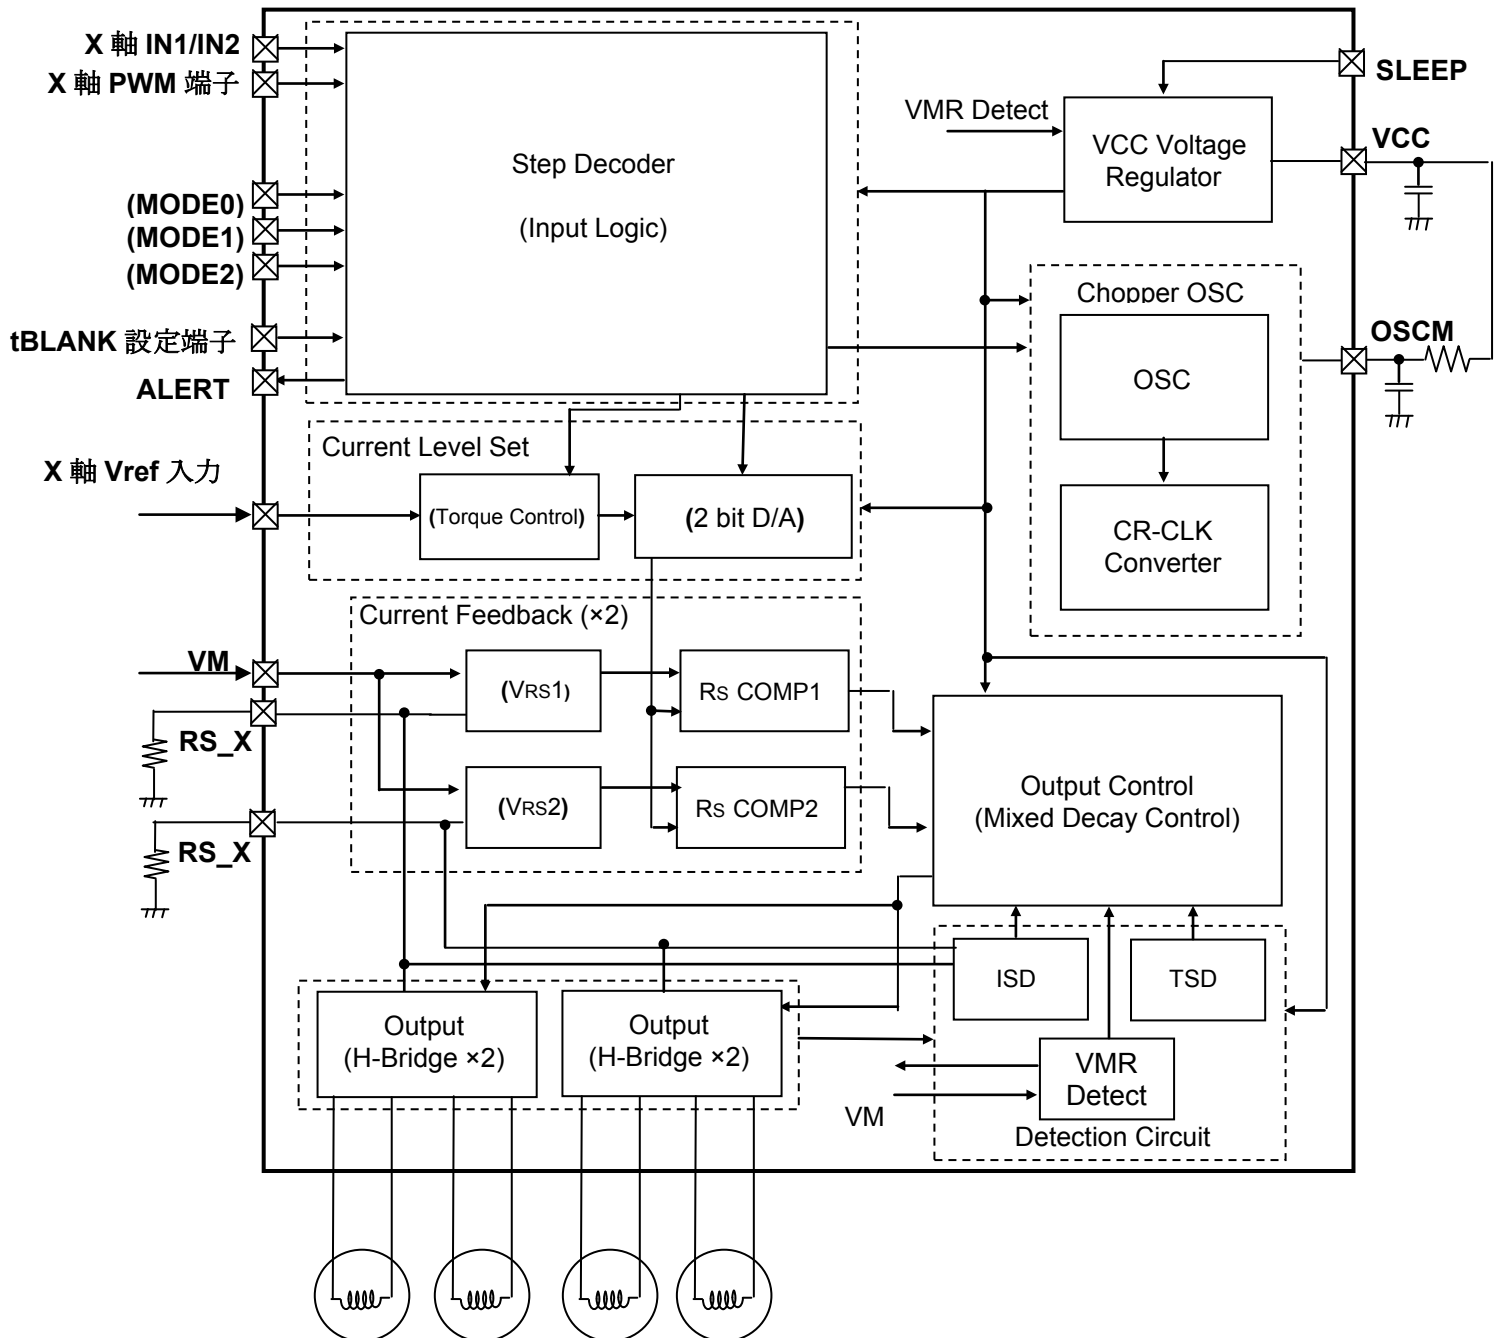 X 軸 IN1/IN2
X 軸 PWM 端子
(MODE0)
(MODE1)
(MODE2)
tBLANK 設定端子
ALERT
X 軸 Vref 入力
VM
RS_X
RS_X
Step Decoder
(Input Logic)
VMR Detect
VCC Voltage
Regulator
SLEEP
VCC
OSCM
Chopper OSC
OSC
CR-CLK
Converter
Current Level Set
(Torque Control)
(2 bit D/A)
Current Feedback (×2)
(VRS1)
RS COMP1
(VRS2)
RS COMP2
Output Control
(Mixed Decay Control)
ISD
TSD
VMR
Detect
Detection Circuit
VM
Output
(H-Bridge ×2)
Output
(H-Bridge ×2)